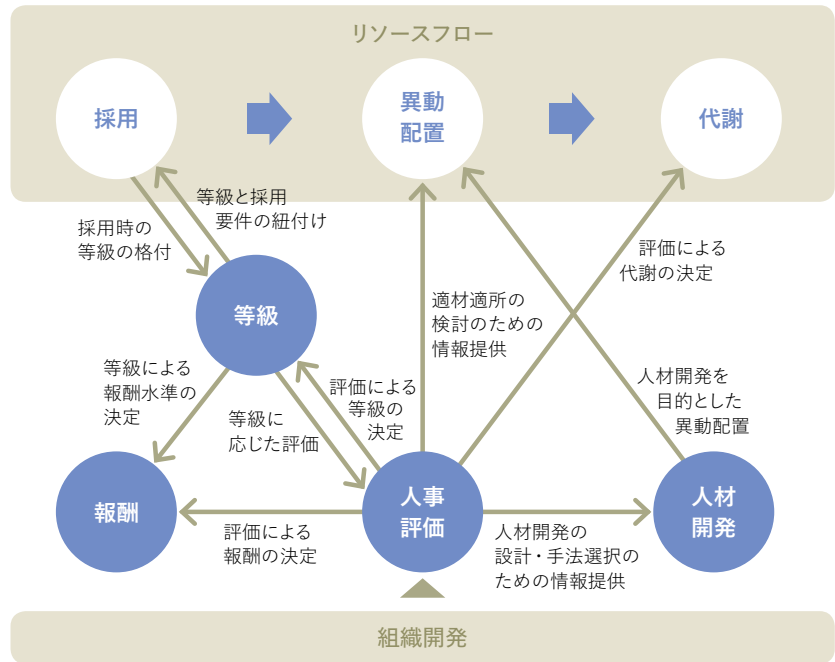 リソースフロー
採用
異動
配置
代謝
等級と採用
要件の紐付け
採用時の
等級の格付
評価による
代謝の決定
等級
適材適所の
検討のための
情報提供
等級による
報酬水準の
決定
評価による
等級の
決定
人材開発を
目的とした
異動配置
等級に
応じた評価
報酬
人事
評価
人材
開発
評価による
報酬の決定
人材開発の
設計・手法選択の
ための情報提供
組織開発